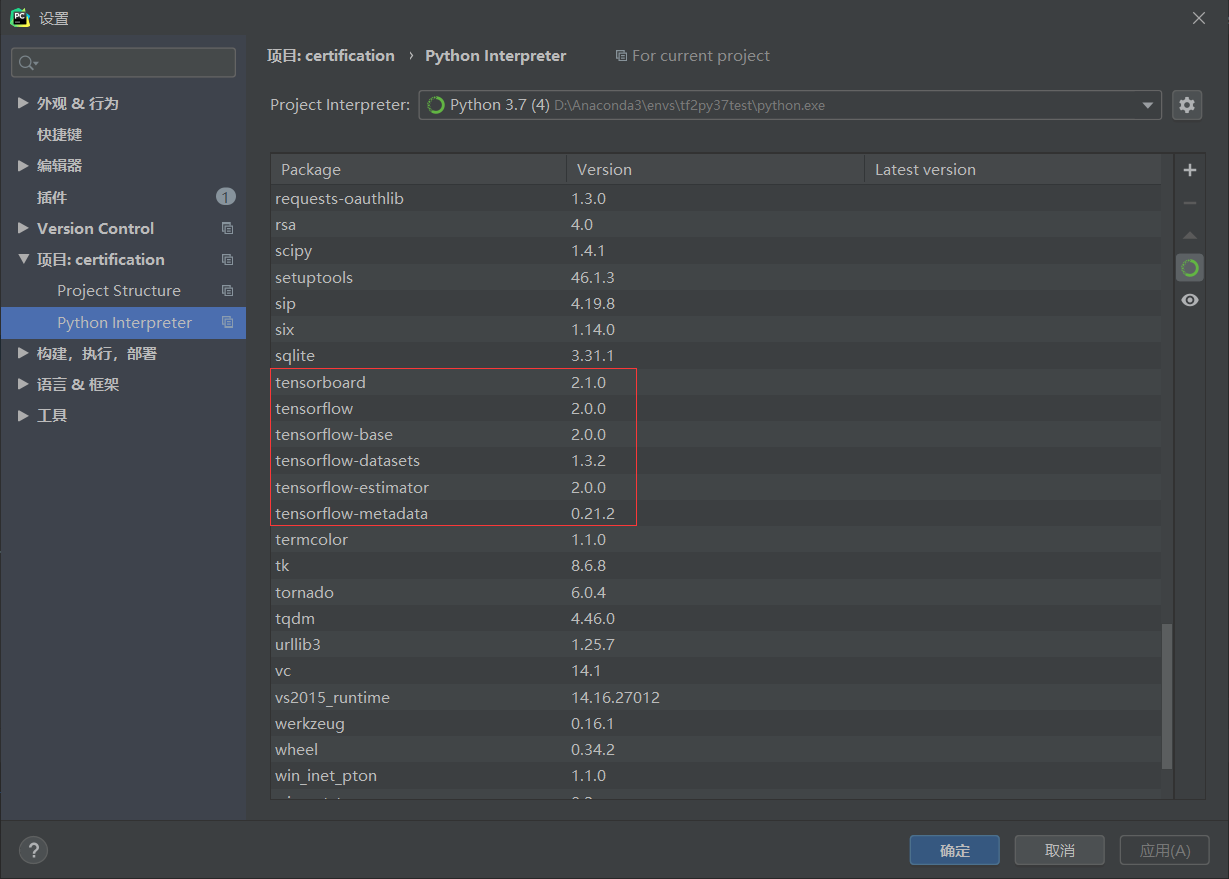 PC 设置
项目: certification › Python Interpreter For current project
Project Interpreter: Python 3.7 (4) D:\Anaconda3\envs\tf2py37test\python.exe
外观 & 行为
快捷键
编辑器
插件 1
Version Control
项目: certification
Project Structure
Python Interpreter
构建，执行，部署
语言 & 框架
工具
Package Version Latest version
requests-oauthlib 1.3.0
rsa 4.0
scipy 1.4.1
setuptools 46.1.3
sip 4.19.8
six 1.14.0
sqlite 3.31.1
tensorboard 2.1.0
tensorflow 2.0.0
tensorflow-base 2.0.0
tensorflow-datasets 1.3.2
tensorflow-estimator 2.0.0
tensorflow-metadata 0.21.2
termcolor 1.1.0
tk 8.6.8
tornado 6.0.4
tqdm 4.46.0
urllib3 1.25.7
vc 14.1
vs2015_runtime 14.16.27012
werkzeug 0.16.1
wheel 0.34.2
win_inet_pton 1.1.0
? 确定 取消 应用(A)